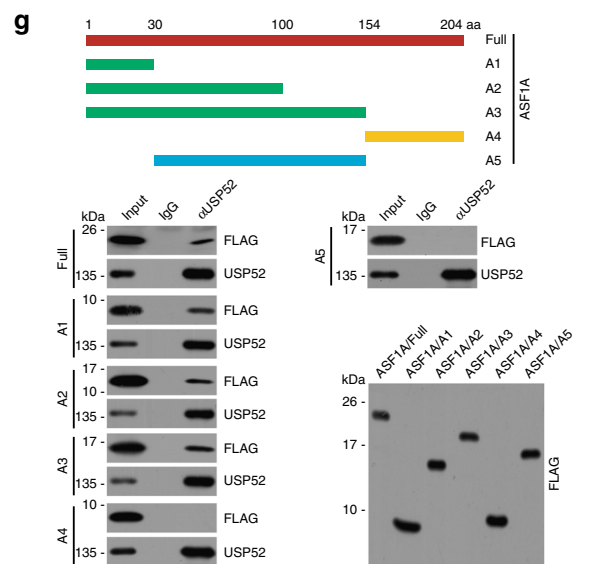 g
1 30 100 154 204 aa
Full
A1
A2
A3
A4
A5
ASF1A
kDa Input IgG αUSP52
Full
26 -
FLAG
135 - USP52
A1
10 -
FLAG
135 - USP52
A2
17 -
FLAG
10 -
135 - USP52
A3
17 - FLAG
135 - USP52
A4
10 -
FLAG
135 - USP52
kDa Input IgG αUSP52
A5
17 -
FLAG
135 - USP52
ASF1A/Full ASF1A/A1 ASF1A/A2 ASF1A/A3 ASF1A/A4 ASF1A/A5
kDa
26 -
17 -
10 -
FLAG